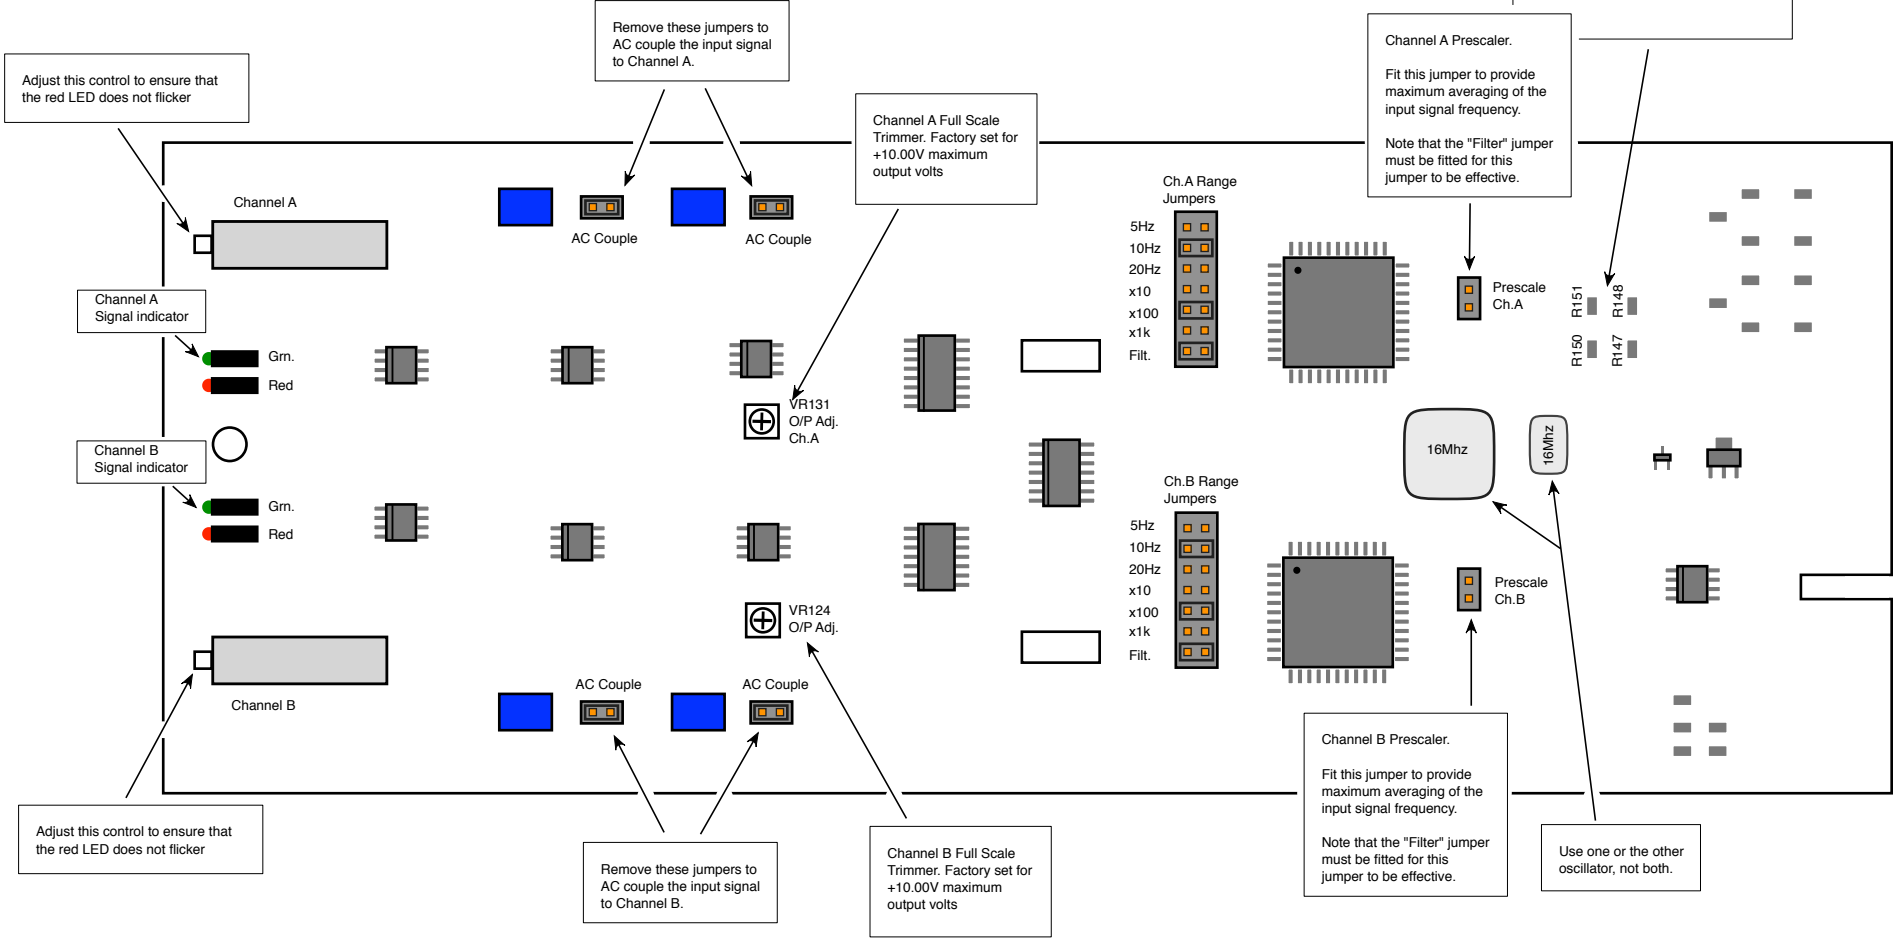 Remove these jumpers to
AC couple the input signal
to Channel A.
Channel A Prescaler.
Fit this jumper to provide
maximum averaging of the
input signal frequency.
Note that the "Filter" jumper
must be fitted for this
jumper to be effective.
Adjust this control to ensure that
the red LED does not flicker
Channel A Full Scale
Trimmer. Factory set for
+10.00V maximum
output volts
Channel A
AC Couple
AC Couple
Ch.A Range
Jumpers
5Hz
10Hz
20Hz
x10
x100
x1k
Filt.
Prescale
Ch.A
R151
R148
R150
R147
Channel A
Signal indicator
Grn.
Red
VR131
O/P Adj.
Ch.A
Channel B
Signal indicator
Grn.
Red
16Mhz
16Mhz
Ch.B Range
Jumpers
5Hz
10Hz
20Hz
x10
x100
x1k
Filt.
Prescale
Ch.B
VR124
O/P Adj.
Channel B
AC Couple
AC Couple
Adjust this control to ensure that
the red LED does not flicker
Remove these jumpers to
AC couple the input signal
to Channel B.
Channel B Full Scale
Trimmer. Factory set for
+10.00V maximum
output volts
Channel B Prescaler.
Fit this jumper to provide
maximum averaging of the
input signal frequency.
Note that the "Filter" jumper
must be fitted for this
jumper to be effective.
Use one or the other
oscillator, not both.